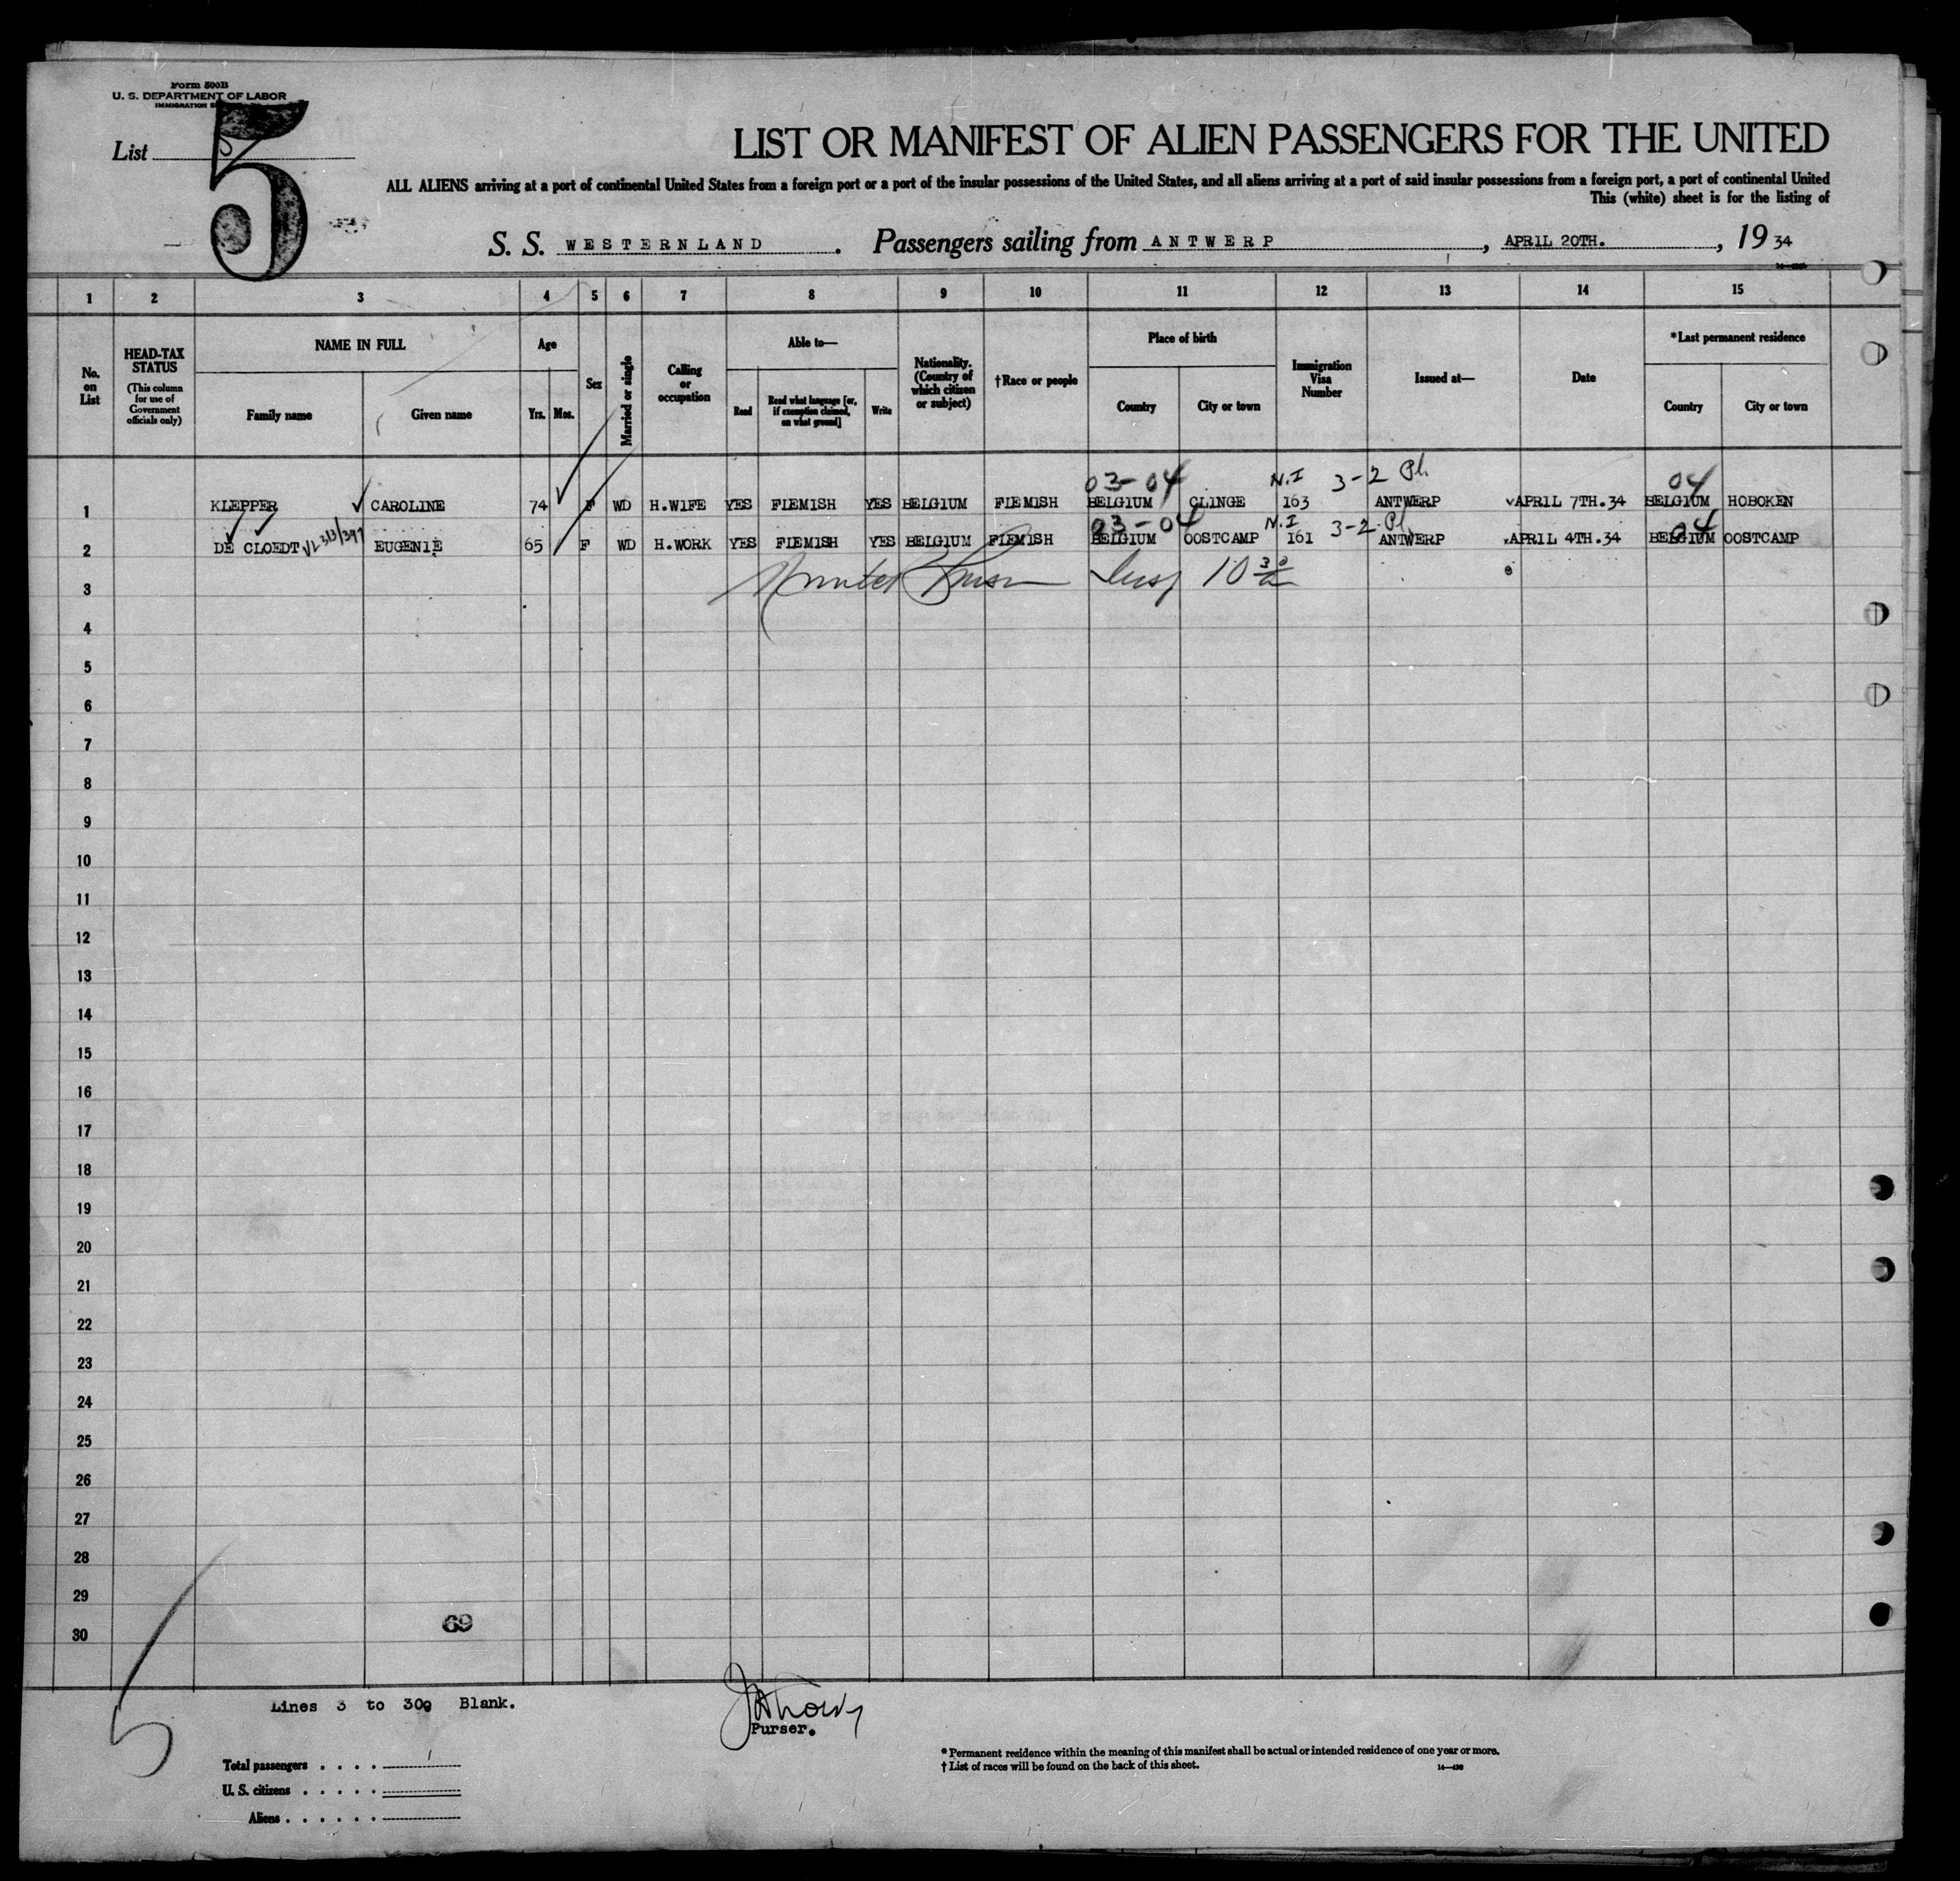 Form 500B
U. S. DEPARTMENT OF LABOR
IMMIGRATION
List
5
LIST OR MANIFEST OF ALIEN PASSENGERS FOR THE UNITED
ALL ALIENS arriving at a port of continental United States from a foreign port or a port of the insular possessions of the United States, and all aliens arriving at a port of said insular possessions from a foreign port, a port of continental United
This (white) sheet is for the listing of
S. S. WESTERNLAND. Passengers sailing from ANTWERP, APRIL 20TH., 1934
1 2 3 4 5 6 7 8 9 10 11 12 13 14 15
No. on List
HEAD-TAX STATUS
(This column for use of Government officials only)
NAME IN FULL
Family name Given name
Age
Yrs. Mos.
Sex
Married or single
Calling or occupation
Able to—
Read
Read what language [or, if exemption claimed, on what ground]
Write
Nationality. (Country of which citizen or subject)
†Race or people
Place of birth
Country City or town
Immigration Visa Number
Issued at—
Date
*Last permanent residence
Country City or town
03-04 N.I 3-2 Pl. 04
1 KLEPPER CAROLINE 74 F WD H.WIFE YES FLEMISH YES BELGIUM FLEMISH BELGIUM CLINGE 163 ANTWERP APRIL 7TH.34 BELGIUM HOBOKEN
03-04 N.I 3-2 Pl 04
2 DE CLOEDT EUGENIE 65 F WD H.WORK YES FLEMISH YES BELGIUM FLEMISH BELGIUM OOSTCAMP 161 ANTWERP APRIL 4TH.34 BELGIUM OOSTCAMP
3
4
5
6
7
8
9
10
11
12
13
14
15
16
17
18
19
20
21
22
23
24
25
26
27
28
29
69
30
Lines 3 to 30 Blank.
Purser.
5
Total passengers
U. S. citizens
Aliens
* Permanent residence within the meaning of this manifest shall be actual or intended residence of one year or more.
† List of races will be found on the back of this sheet.